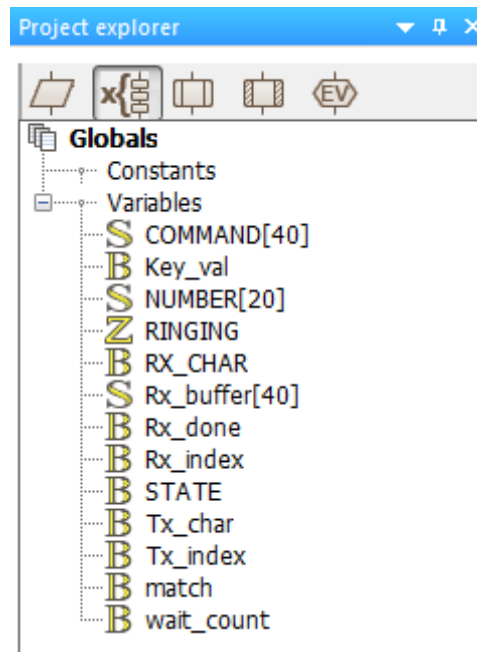 Project explorer
x{ EV
Globals
Constants
Variables
S COMMAND[40]
B Key_val
S NUMBER[20]
Z RINGING
B RX_CHAR
S Rx_buffer[40]
B Rx_done
B Rx_index
B STATE
B Tx_char
B Tx_index
B match
B wait_count